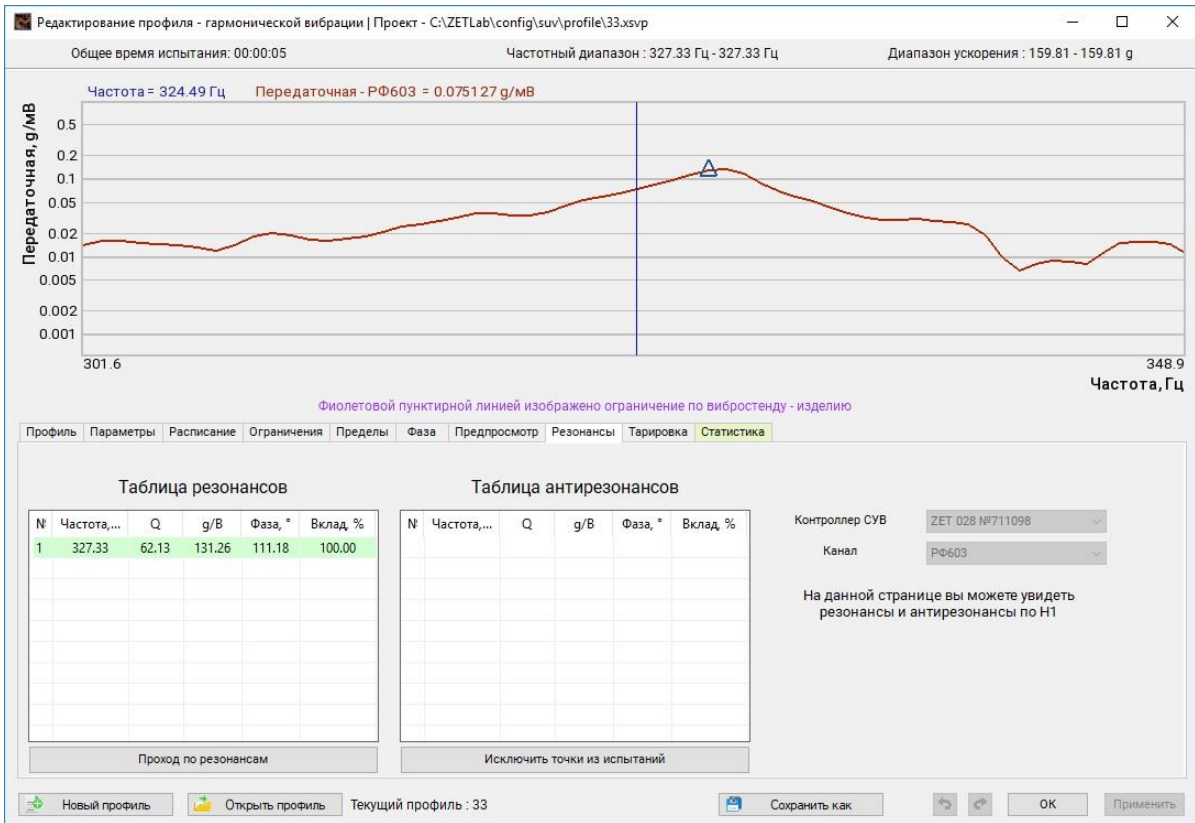 Редактирование профиля - гармонической вибрации | Проект - C:\ZETLab\config\suv\profile\33.xsvp
Общее время испытания: 00:00:05 Частотный диапазон : 327.33 Гц - 327.33 Гц Диапазон ускорения : 159.81 - 159.81 g
Частота = 324.49 Гц Передаточная - РФ603 = 0.075127 g/мВ
Передаточная, g/мВ
0.5
0.2
0.1
0.05
0.02
0.01
0.005
0.002
0.001
301.6 348.9
Частота, Гц
Фиолетовой пунктирной линией изображено ограничение по вибростенду - изделию
Профиль Параметры Расписание Ограничения Пределы Фаза Предпросмотр Резонансы Тарировка Статистика
Таблица резонансов Таблица антирезонансов
№ Частота,... Q g/В Фаза, ° Вклад, % № Частота,... Q g/В Фаза, ° Вклад, %
1 327.33 62.13 131.26 111.18 100.00
Контроллер СУВ ZET 028 №711098
Канал РФ603
На данной странице вы можете увидеть
резонансы и антирезонансы по H1
Проход по резонансам Исключить точки из испытаний
Новый профиль Открыть профиль Текущий профиль : 33 Сохранить как ОК Применить